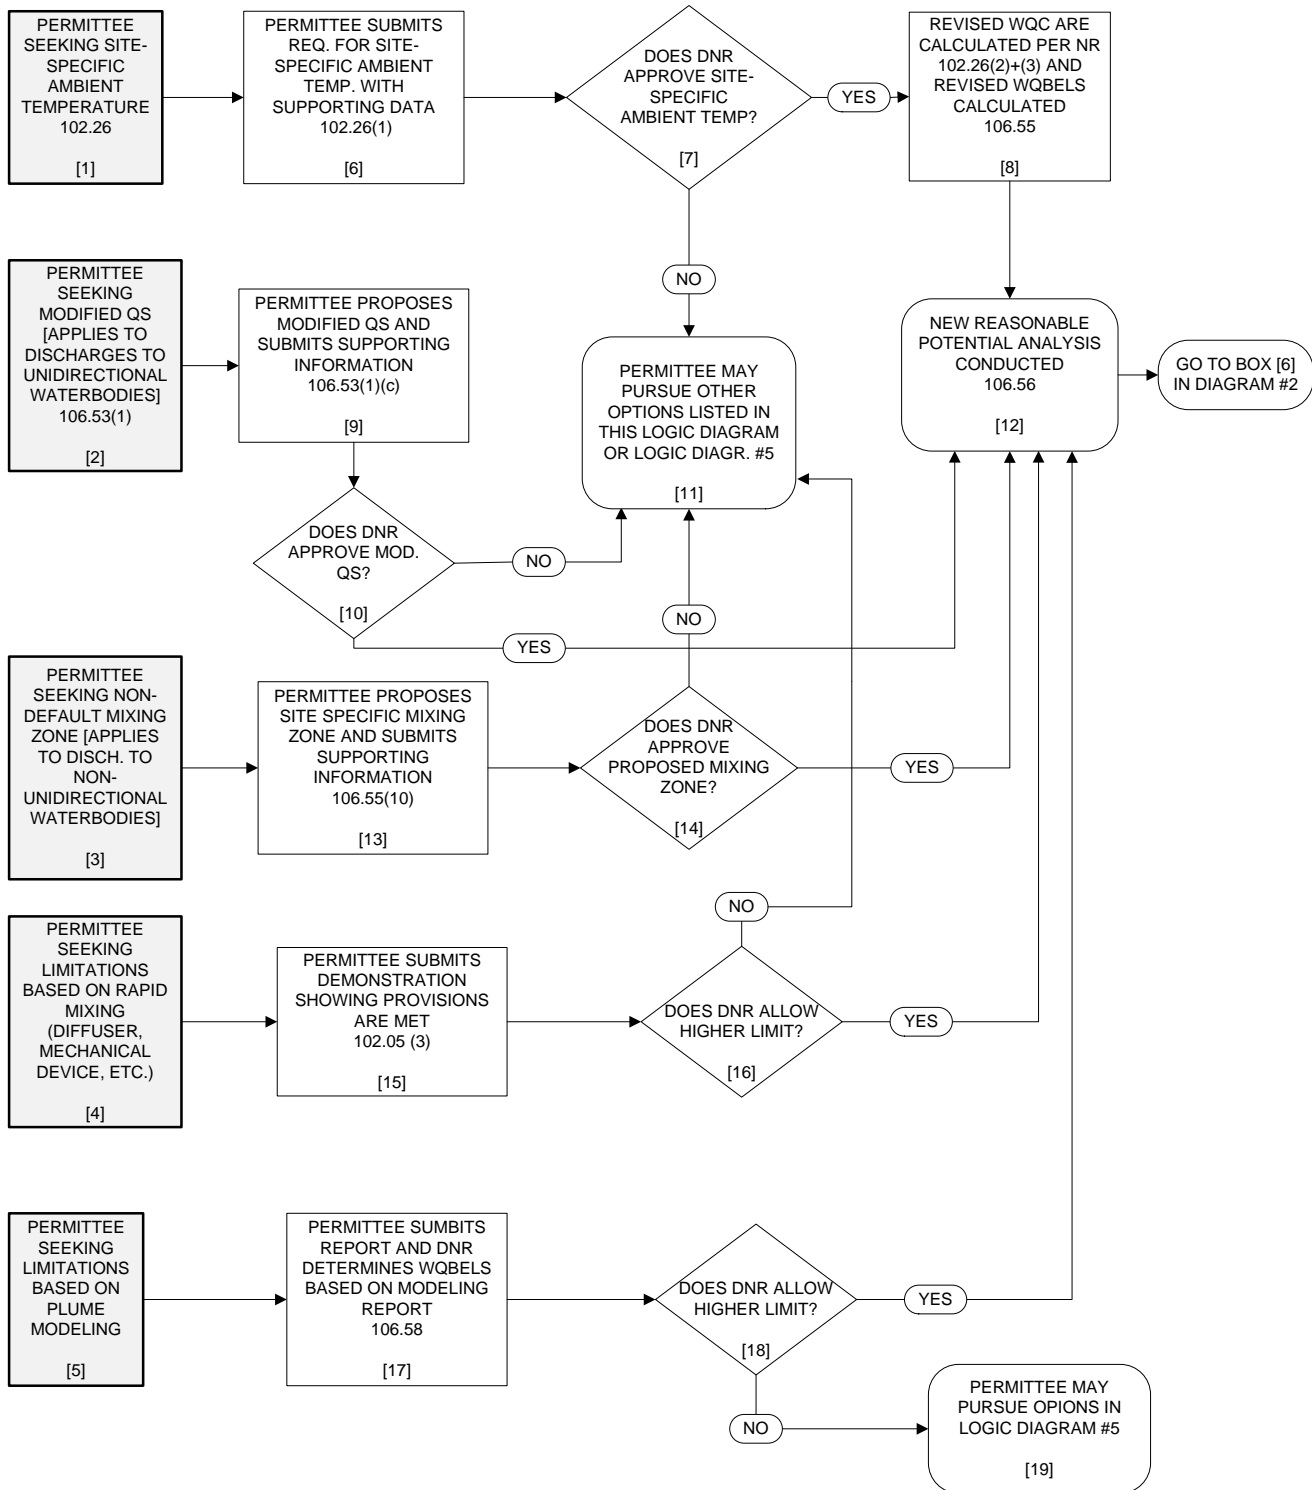 PERMITTEE
SEEKING SITE-
SPECIFIC
AMBIENT
TEMPERATURE
102.26
[1]
PERMITTEE SUBMITS
REQ. FOR SITE-
SPECIFIC AMBIENT
TEMP. WITH
SUPPORTING DATA
102.26(1)
[6]
DOES DNR
APPROVE SITE-
SPECIFIC
AMBIENT TEMP?
[7]
YES
REVISED WQC ARE
CALCULATED PER NR
102.26(2)+(3) AND
REVISED WQBELS
CALCULATED
106.55
[8]
NO
PERMITTEE
SEEKING
MODIFIED QS
[APPLIES TO
DISCHARGES TO
UNIDIRECTIONAL
WATERBODIES]
106.53(1)
[2]
PERMITTEE PROPOSES
MODIFIED QS AND
SUBMITS SUPPORTING
INFORMATION
106.53(1)(c)
[9]
PERMITTEE MAY
PURSUE OTHER
OPTIONS LISTED IN
THIS LOGIC DIAGRAM
OR LOGIC DIAGR. #5
[11]
NEW REASONABLE
POTENTIAL ANALYSIS
CONDUCTED
106.56
[12]
GO TO BOX [6]
IN DIAGRAM #2
DOES DNR
APPROVE MOD.
QS?
[10]
NO
YES
NO
PERMITTEE
SEEKING NON-
DEFAULT MIXING
ZONE [APPLIES
TO DISCH. TO
NON-
UNIDIRECTIONAL
WATERBODIES]
[3]
PERMITTEE PROPOSES
SITE SPECIFIC MIXING
ZONE AND SUBMITS
SUPPORTING
INFORMATION
106.55(10)
[13]
DOES DNR
APPROVE
PROPOSED MIXING
ZONE?
[14]
YES
NO
PERMITTEE
SEEKING
LIMITATIONS
BASED ON RAPID
MIXING
(DIFFUSER,
MECHANICAL
DEVICE, ETC.)
[4]
PERMITTEE SUBMITS
DEMONSTRATION
SHOWING PROVISIONS
ARE MET
102.05 (3)
[15]
DOES DNR ALLOW
HIGHER LIMIT?
[16]
YES
PERMITTEE
SEEKING
LIMITATIONS
BASED ON
PLUME
MODELING
[5]
PERMITTEE SUMBITS
REPORT AND DNR
DETERMINES WQBELS
BASED ON MODELING
REPORT
106.58
[17]
DOES DNR ALLOW
HIGHER LIMIT?
[18]
YES
NO
PERMITTEE MAY
PURSUE OPIONS IN
LOGIC DIAGRAM #5
[19]